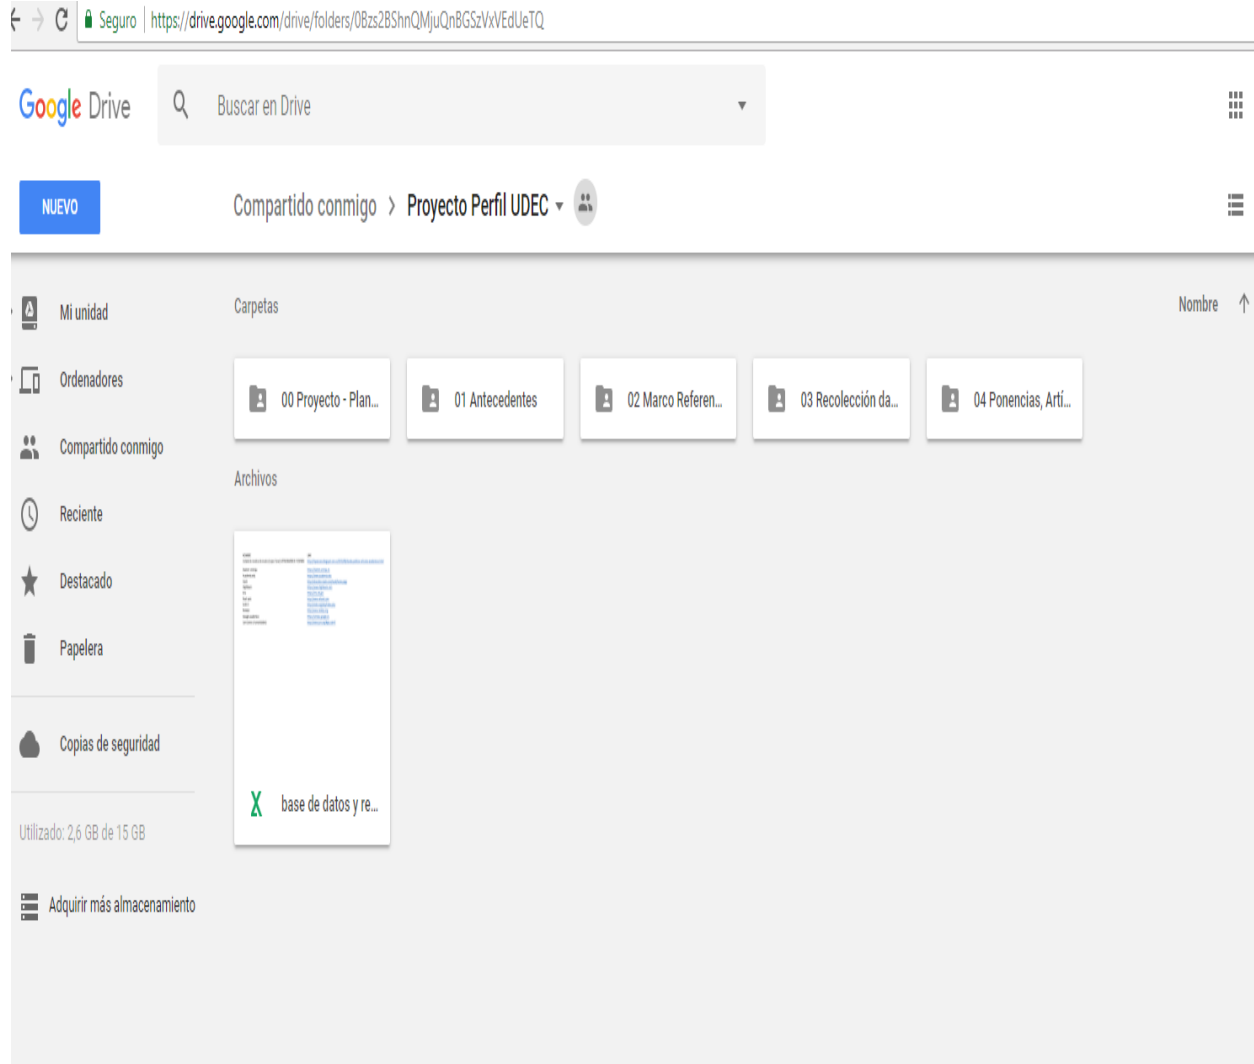 Seguro https://drive.google.com/drive/folders/0Bzs2BShnQMjuQnBGSzVxVEdUeTQ
Google Drive Buscar en Drive
NUEVO Compartido conmigo > Proyecto Perfil UDEC
Mi unidad
Ordenadores
Compartido conmigo
Reciente
Destacado
Papelera
Copias de seguridad
Utilizado: 2,6 GB de 15 GB
Adquirir más almacenamiento
Carpetas Nombre
00 Proyecto - Plan... 01 Antecedentes 02 Marco Referen... 03 Recolección da... 04 Ponencias, Artí...
Archivos
base de datos y re...